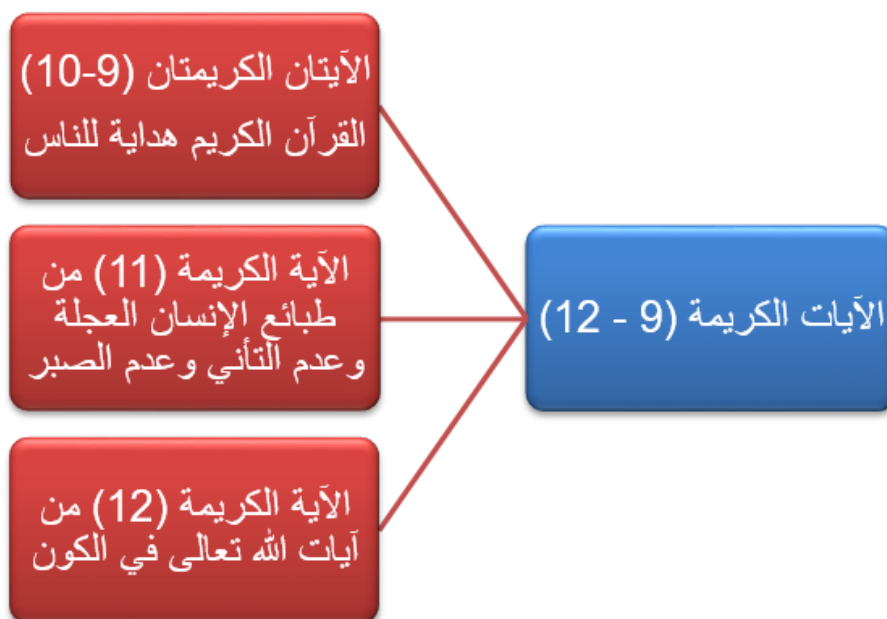 الآيات الكريمة (9 - 12)
الآيتان الكريمتان (9-10)
القرآن الكريم هداية للناس
الآية الكريمة (11) من
طبائع الإنسان العجلة
وعدم التأني وعدم الصبر
الآية الكريمة (12) من
آيات الله تعالى في الكون